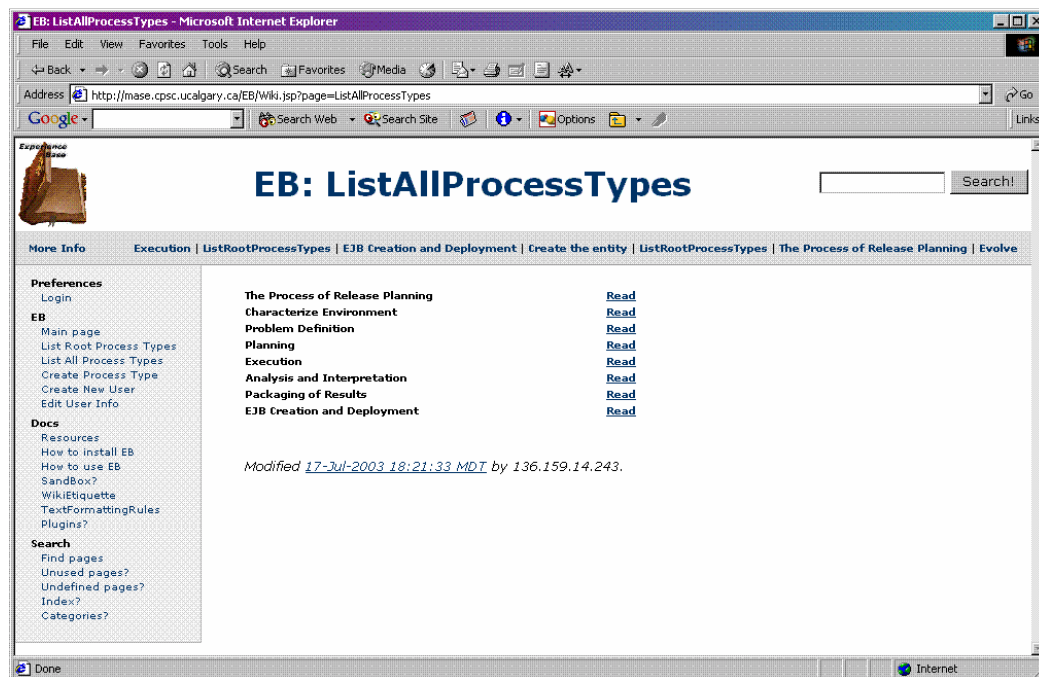 EB: ListAllProcessTypes - Microsoft Internet Explorer
File Edit View Favorites Tools Help
Back Search Favorites Media
Address http://mase.cpsc.ucalgary.ca/EB/Wiki.jsp?page=ListAllProcessTypes Go
Google Search Web Search Site Options Links
Experience Base
EB: ListAllProcessTypes Search!
More Info Execution | ListRootProcessTypes | EJB Creation and Deployment | Create the entity | ListRootProcessTypes | The Process of Release Planning | Evolve
Preferences
Login
EB
Main page
List Root Process Types
List All Process Types
Create Process Type
Create New User
Edit User Info
Docs
Resources
How to install EB
How to use EB
SandBox?
WikiEtiquette
TextFormattingRules
Plugins?
Search
Find pages
Unused pages?
Undefined pages?
Index?
Categories?
The Process of Release Planning Read
Characterize Environment Read
Problem Definition Read
Planning Read
Execution Read
Analysis and Interpretation Read
Packaging of Results Read
EJB Creation and Deployment Read
Modified 17-Jul-2003 18:21:33 MDT by 136.159.14.243.
Done Internet